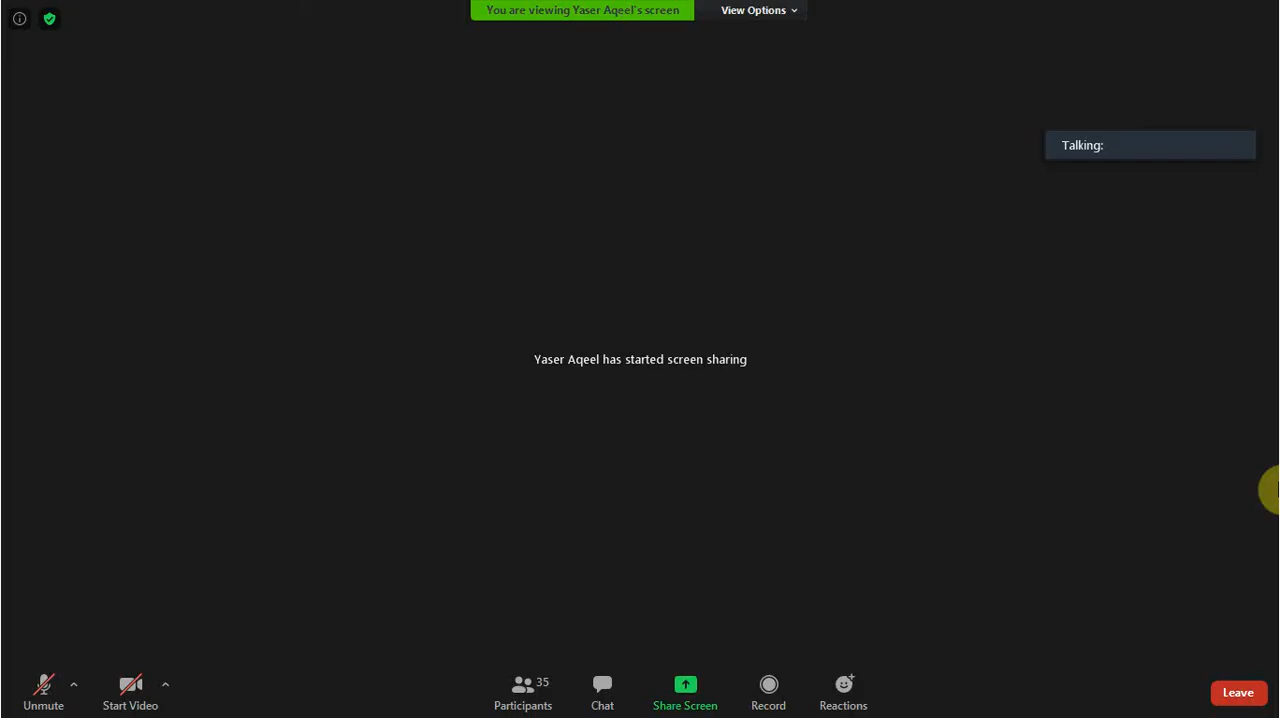 You are viewing Yaser Aqeel's screen
View Options
Talking:
Yaser Aqeel has started screen sharing
Unmute
Start Video
Participants
35
Chat
Share Screen
Record
Reactions
Leave